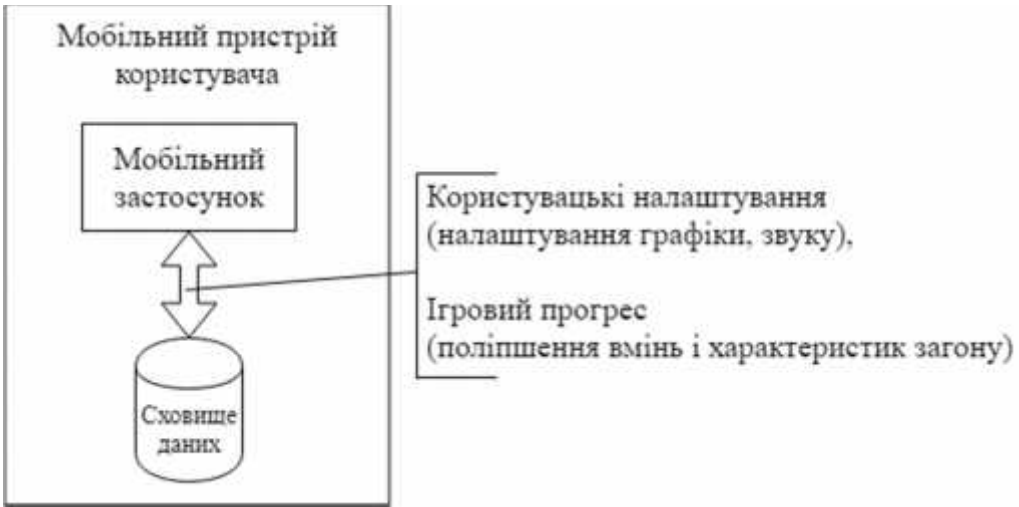 Мобільний пристрій
користувача
Мобільний
застосунок
Користувацькі налаштування
(налаштування графіки, звуку),
Ігровий прогрес
(поліпшення вмінь і характеристик загону)
Сховище
даних